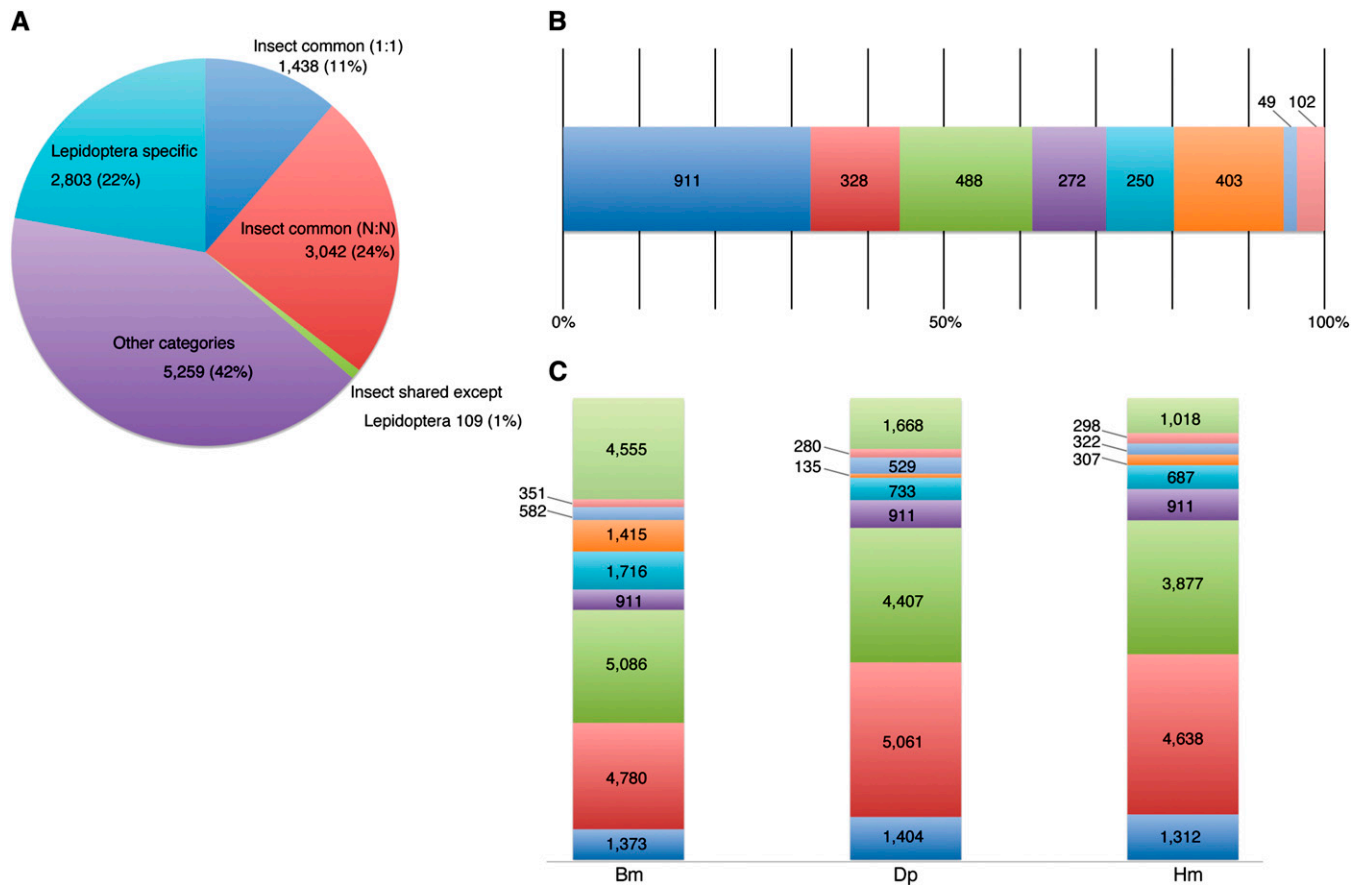 A
Insect common (1:1)
1,438 (11%)
Lepidoptera specific
2,803 (22%)
Insect common (N:N)
3,042 (24%)
Other categories
5,259 (42%)
Insect shared except
Lepidoptera 109 (1%)
B
49 102
911 328 488 272 250 403
0% 50% 100%
C
4,555
351
582
1,415
1,716
911
5,086
4,780
1,373
Bm
1,668
280
529
135
733
911
4,407
5,061
1,404
Dp
1,018
298
322
307
687
911
3,877
4,638
1,312
Hm